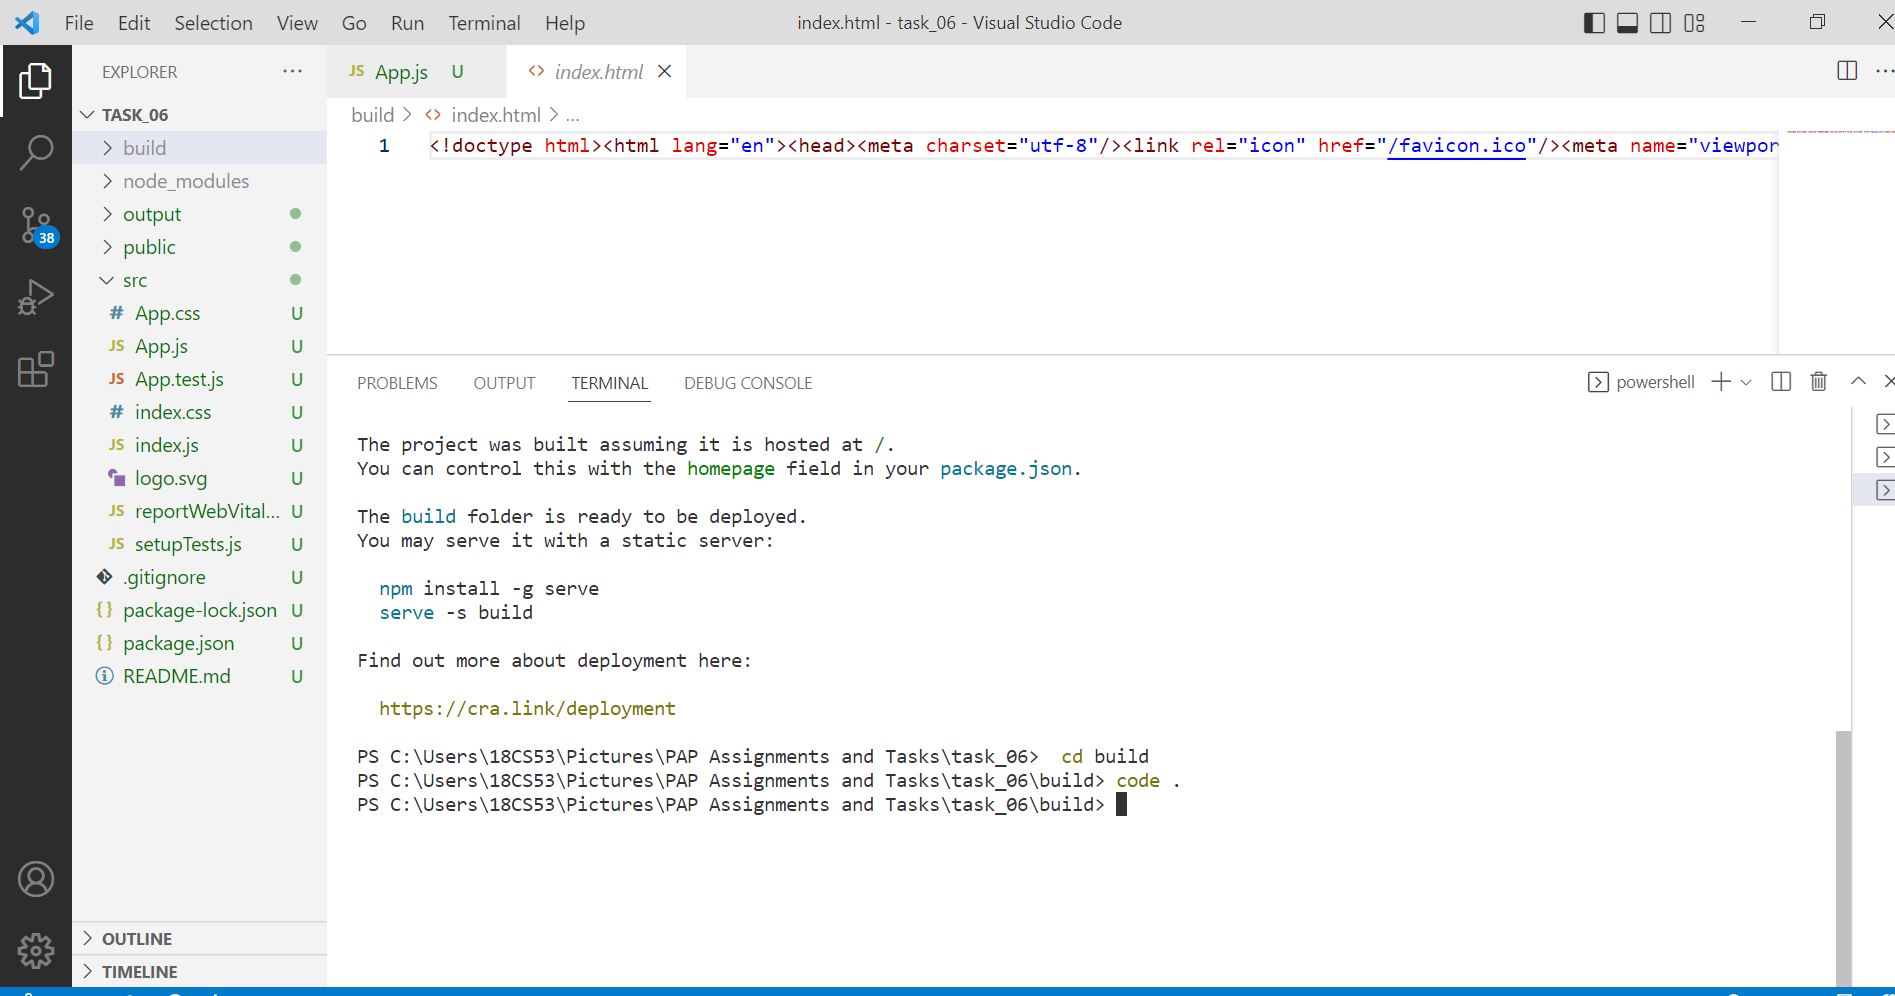 File Edit Selection View Go Run Terminal Help
index.html - task_06 - Visual Studio Code
EXPLORER
TASK_06
build
node_modules
output
public
src
# App.css U
JS App.js U
JS App.test.js U
# index.css U
JS index.js U
logo.svg U
JS reportWebVital... U
JS setupTests.js U
.gitignore U
{} package-lock.json U
{} package.json U
README.md U
OUTLINE
TIMELINE
38
JS App.js U
<> index.html
build > <> index.html > ...
1 <!doctype html><html lang="en"><head><meta charset="utf-8"/><link rel="icon" href="/favicon.ico"/><meta name="viewpor
PROBLEMS OUTPUT TERMINAL DEBUG CONSOLE
powershell
The project was built assuming it is hosted at /.
You can control this with the homepage field in your package.json.
The build folder is ready to be deployed.
You may serve it with a static server:
npm install -g serve
serve -s build
Find out more about deployment here:
https://cra.link/deployment
PS C:\Users\18CS53\Pictures\PAP Assignments and Tasks\task_06>  cd build
PS C:\Users\18CS53\Pictures\PAP Assignments and Tasks\task_06\build> code .
PS C:\Users\18CS53\Pictures\PAP Assignments and Tasks\task_06\build>